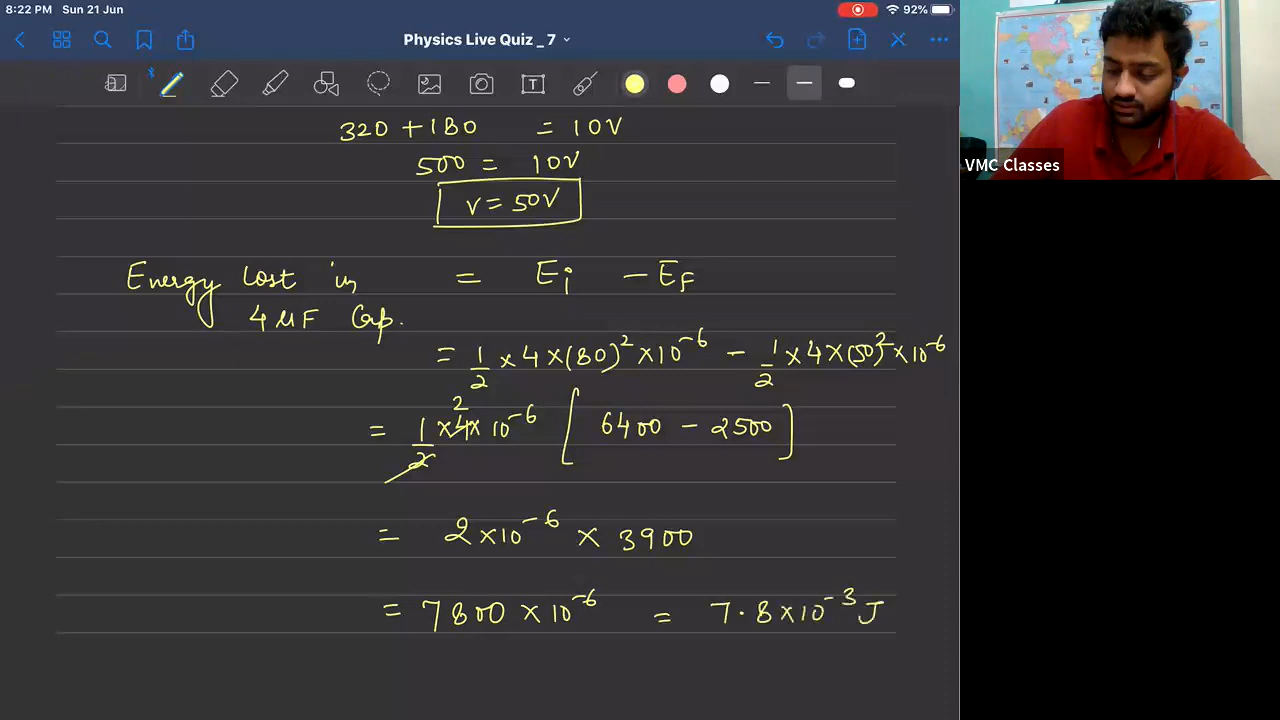 8:22 PM Sun 21 Jun
92%
Physics Live Quiz _ 7
T
VMC Classes
320 + 180 = 10V
500 = 10V
V = 50V
Energy lost in = Ei - EF
4 μF Cap.
= 1/2 × 4 × (80)² × 10⁻⁶ - 1/2 × 4 × (50)² × 10⁻⁶
= 1/2 × 4 2 × 10⁻⁶ [ 6400 - 2500 ]
= 2 × 10⁻⁶ × 3900
= 7800 × 10⁻⁶ = 7.8 × 10⁻³ J